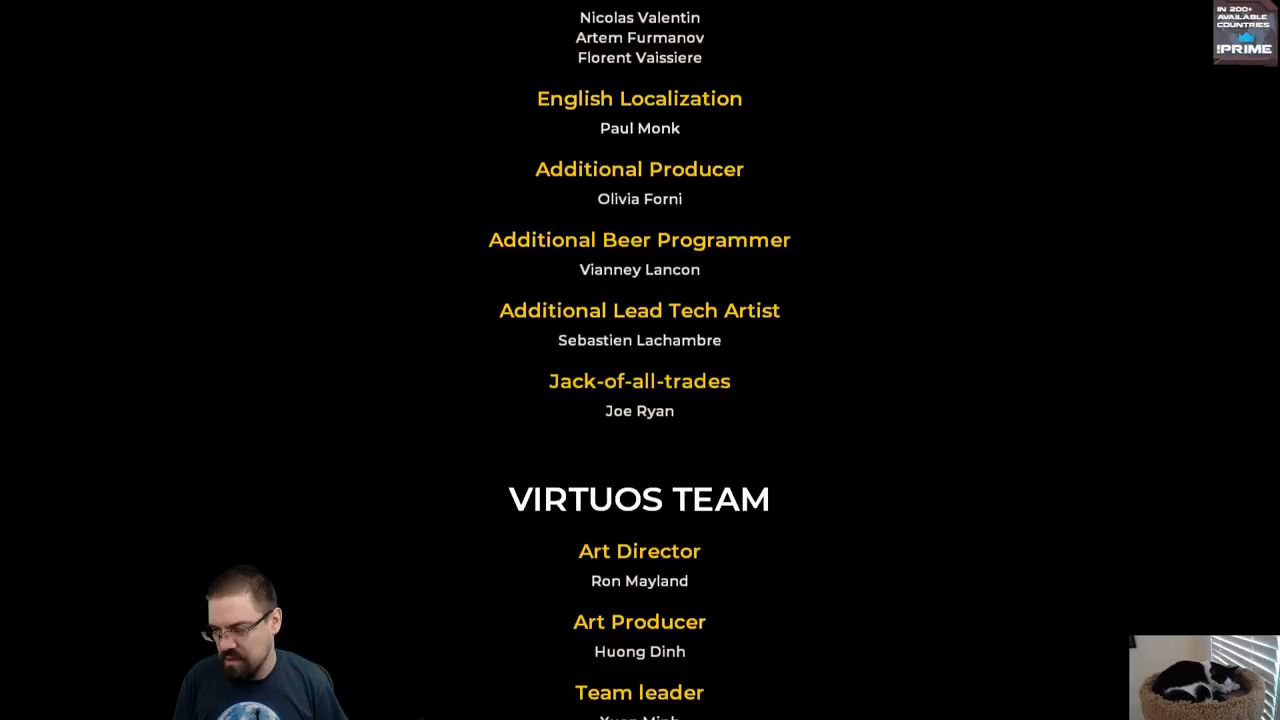 Nicolas Valentin
Artem Furmanov
Florent Vaissiere
English Localization
Paul Monk
Additional Producer
Olivia Forni
Additional Beer Programmer
Vianney Lancon
Additional Lead Tech Artist
Sebastien Lachambre
Jack-of-all-trades
Joe Ryan
VIRTUOS TEAM
Art Director
Ron Mayland
Art Producer
Huong Dinh
Team leader
IN 200+
AVAILABLE
COUNTRIES
!PRIME